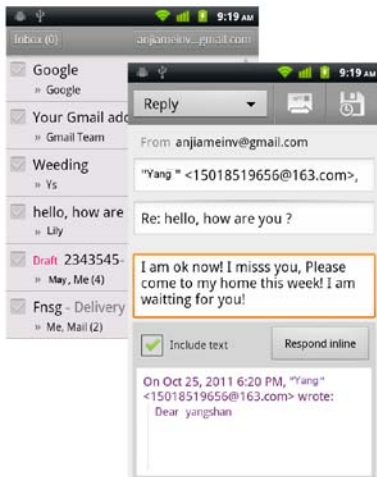 9:19 AM
Inbox (0)
anjiameinv...gmail.com
Google
» Google
Your Gmail add
» Gmail Team
Weeding
» Ys
hello, how are
» Lily
Draft 2343545-
» May, Me (4)
Fnsg - Delivery
» Me, Mail (2)
9:19 AM
Reply
From anjiameinv@gmail.com
"Yang " <15018519656@163.com>,
Re: hello, how are you ?
I am ok now! I misss you, Please
come to my home this week! I am
waiting for you!
Include text
Respond inline
On Oct 25, 2011 6:20 PM, "Yang"
<15018519656@163.com> wrote:
Dear yangshan